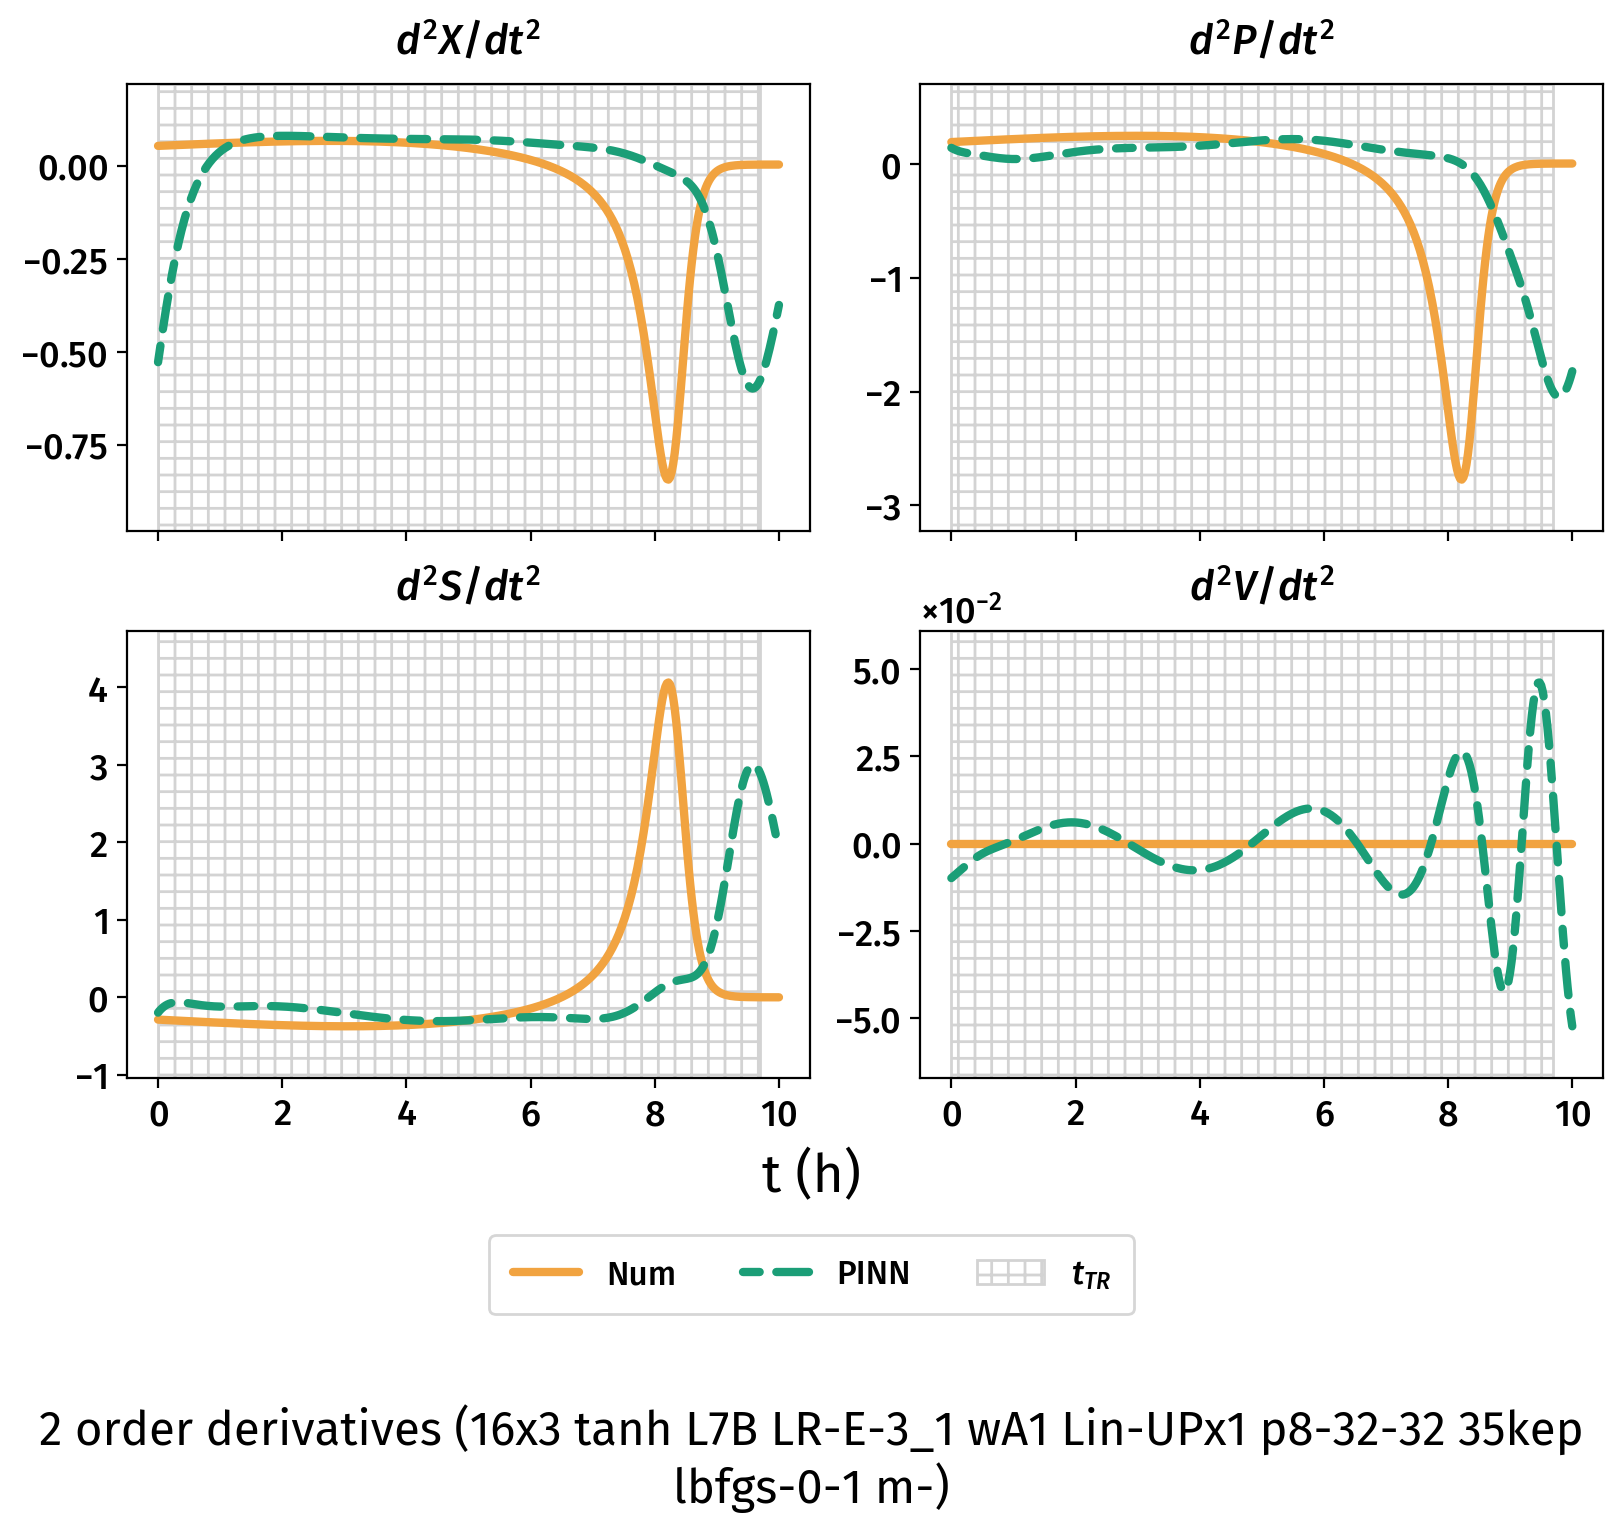 d²X/dt²
d²P/dt²
0.00
−0.25
−0.50
−0.75
0
−1
−2
−3
d²S/dt²
d²V/dt²
×10⁻²
4
3
2
1
0
−1
5.0
2.5
0.0
−2.5
−5.0
0 2 4 6 8 10
0 2 4 6 8 10
t (h)
Num PINN t_TR
2 order derivatives (16x3 tanh L7B LR-E-3_1 wA1 Lin-UPx1 p8-32-32 35kep
lbfgs-0-1 m-)